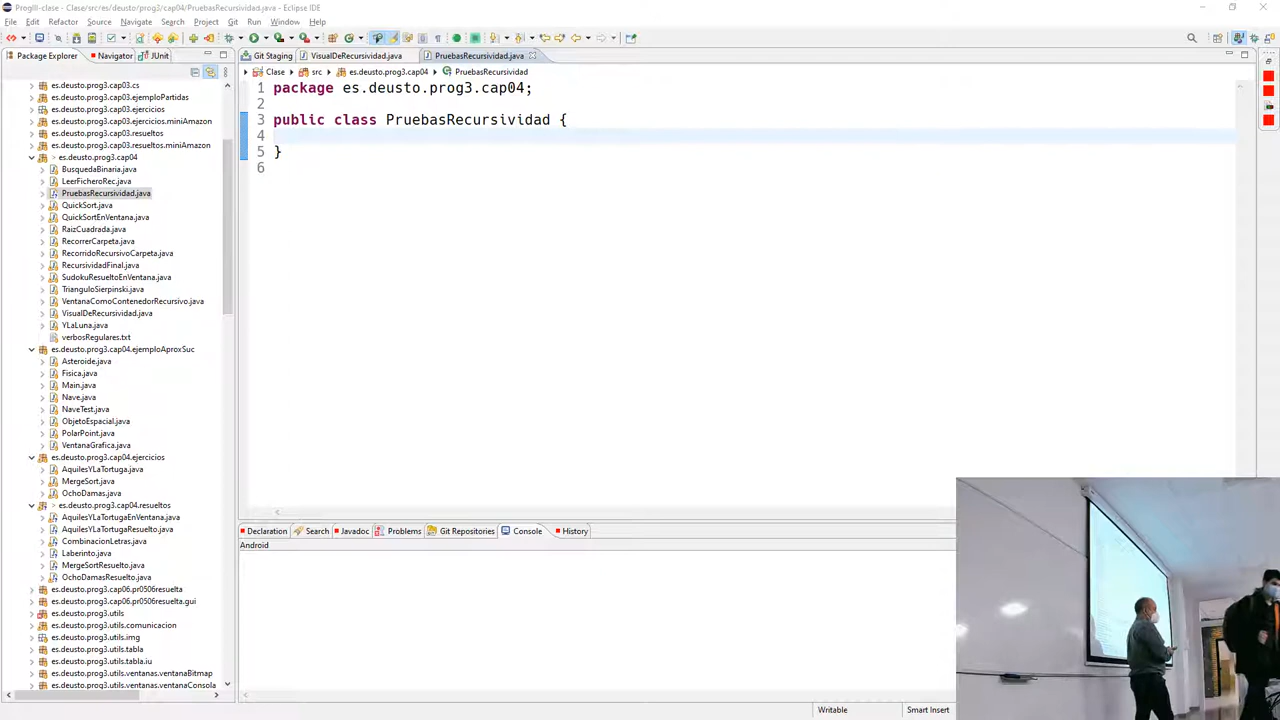 ProgIII-clase - Clase/src/es/deusto/prog3/cap04/PruebasRecursividad.java - Eclipse IDE
File Edit Refactor Source Navigate Search Project Git Run Window Help
Package Explorer Navigator JUnit
es.deusto.prog3.cap03.cs
es.deusto.prog3.cap03.ejemploPartidas
es.deusto.prog3.cap03.ejercicios
es.deusto.prog3.cap03.ejercicios.miniAmazon
es.deusto.prog3.cap03.resueltos
es.deusto.prog3.cap03.resueltos.miniAmazon
> es.deusto.prog3.cap04
BusquedaBinaria.java
LeerFicheroRec.java
PruebasRecursividad.java
QuickSort.java
QuickSortEnVentana.java
RaizCuadrada.java
RecorrerCarpeta.java
RecorridoRecursivoCarpeta.java
RecursividadFinal.java
SudokuResueltoEnVentana.java
TrianguloSierpinski.java
VentanaComoContenedorRecursivo.java
VisualDeRecursividad.java
YLaLuna.java
verbosRegulares.txt
es.deusto.prog3.cap04.ejemploAproxSuc
Asteroide.java
Fisica.java
Main.java
Nave.java
NaveTest.java
ObjetoEspacial.java
PolarPoint.java
VentanaGrafica.java
es.deusto.prog3.cap04.ejercicios
AquilesYLaTortuga.java
MergeSort.java
OchoDamas.java
> es.deusto.prog3.cap04.resueltos
AquilesYLaTortugaEnVentana.java
AquilesYLaTortugaResuelto.java
CombinacionLetras.java
Laberinto.java
MergeSortResuelto.java
OchoDamasResuelto.java
es.deusto.prog3.cap06.pr0506resuelta
es.deusto.prog3.cap06.pr0506resuelta.gui
es.deusto.prog3.utils
es.deusto.prog3.utils.comunicacion
es.deusto.prog3.utils.img
es.deusto.prog3.utils.tabla
es.deusto.prog3.utils.tabla.iu
es.deusto.prog3.utils.ventanas.ventanaBitmap
es.deusto.prog3.utils.ventanas.ventanaConsola
Git Staging VisualDeRecursividad.java PruebasRecursividad.java
Clase src es.deusto.prog3.cap04 PruebasRecursividad
1 package es.deusto.prog3.cap04;
2
3 public class PruebasRecursividad {
4
5 }
6
Declaration Search Javadoc Problems Git Repositories Console History
Android
Writable Smart Insert